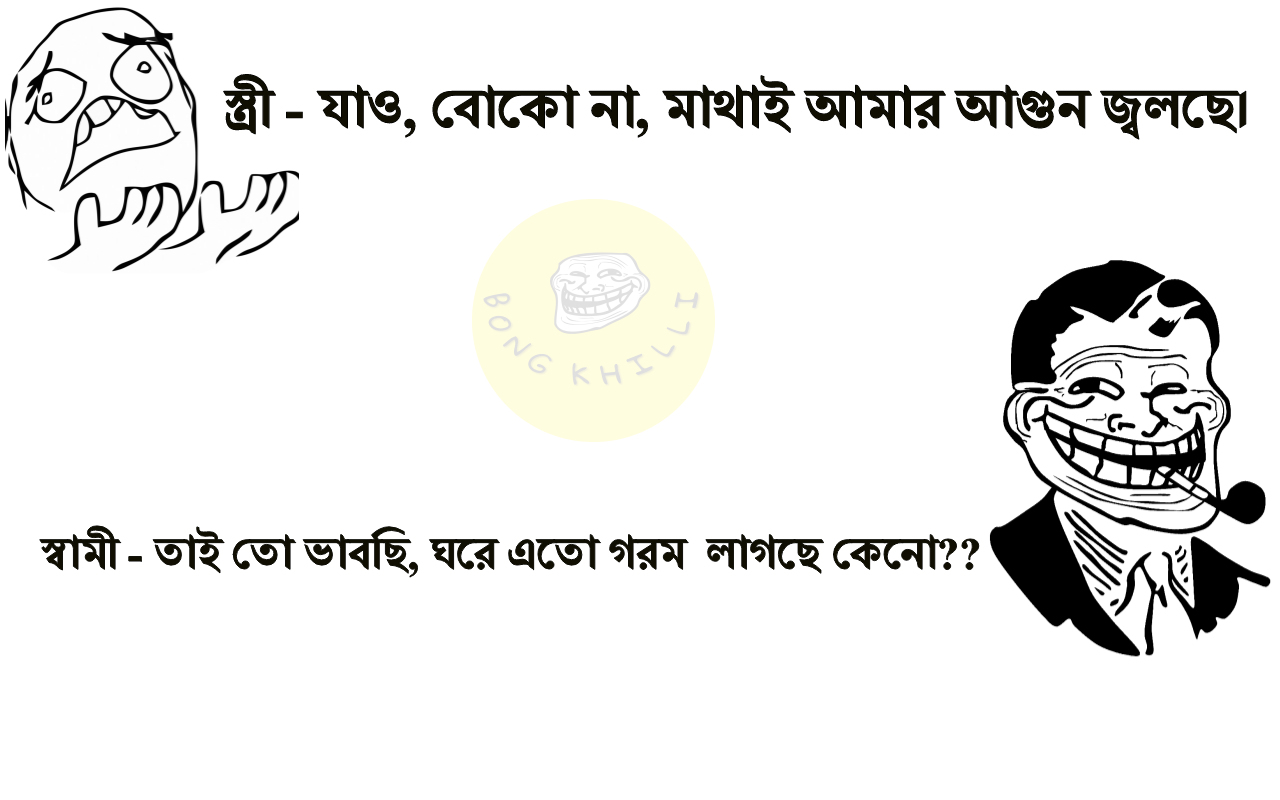 স্ত্রী - যাও, বোকো না, মাথাই আমার আগুন জ্বলছে।
BONG KHILLI
স্বামী - তাই তো ভাবছি, ঘরে এতো গরম লাগছে কেনো??